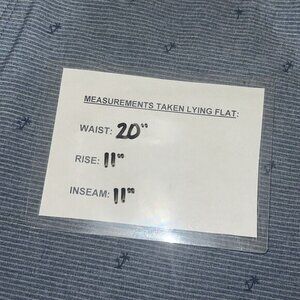 MEASUREMENTS TAKEN LYING FLAT:
WAIST: 20"
RISE: 11"
INSEAM: 11"